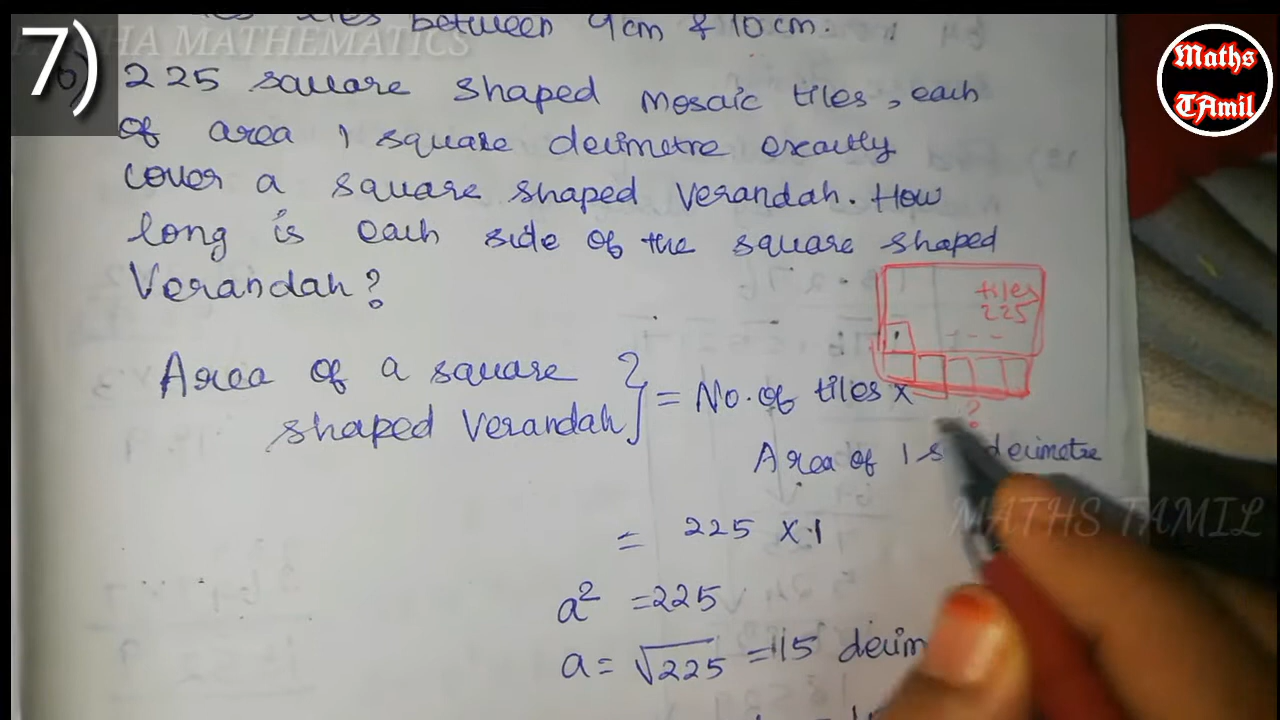 between 9cm & 10cm.
MATHEMATICS
7)
Maths
TAmil
225 square shaped mosaic tiles, each
of area 1 square decimetre exactly
cover a square shaped Verandah. How
long is each side of the square shaped
Verandah?
tiles
225
Area of a square
shaped Verandah } = No. of tiles x
?
Area of 1 s decimetre
= 225 x 1
MATHS TAMIL
a² = 225
a = √225 = 15 decim